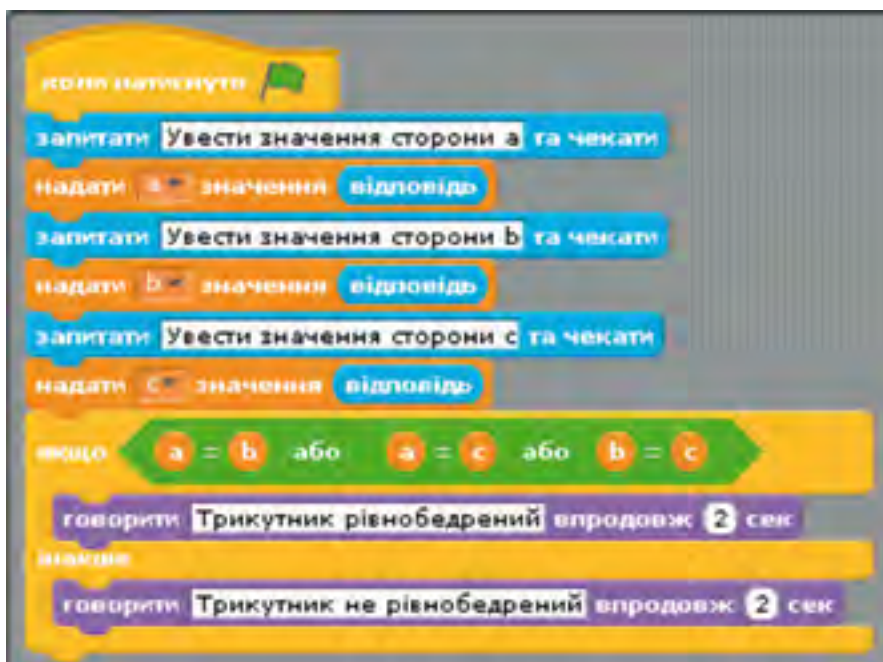 коли натиснуто
запитати Увести значення сторони a та чекати
надати a значення відповідь
запитати Увести значення сторони b та чекати
надати b значення відповідь
запитати Увести значення сторони c та чекати
надати c значення відповідь
якщо a = b або a = c або b = c
говорити Трикутник рівнобедрений впродовж 2 сек
інакше
говорити Трикутник не рівнобедрений впродовж 2 сек